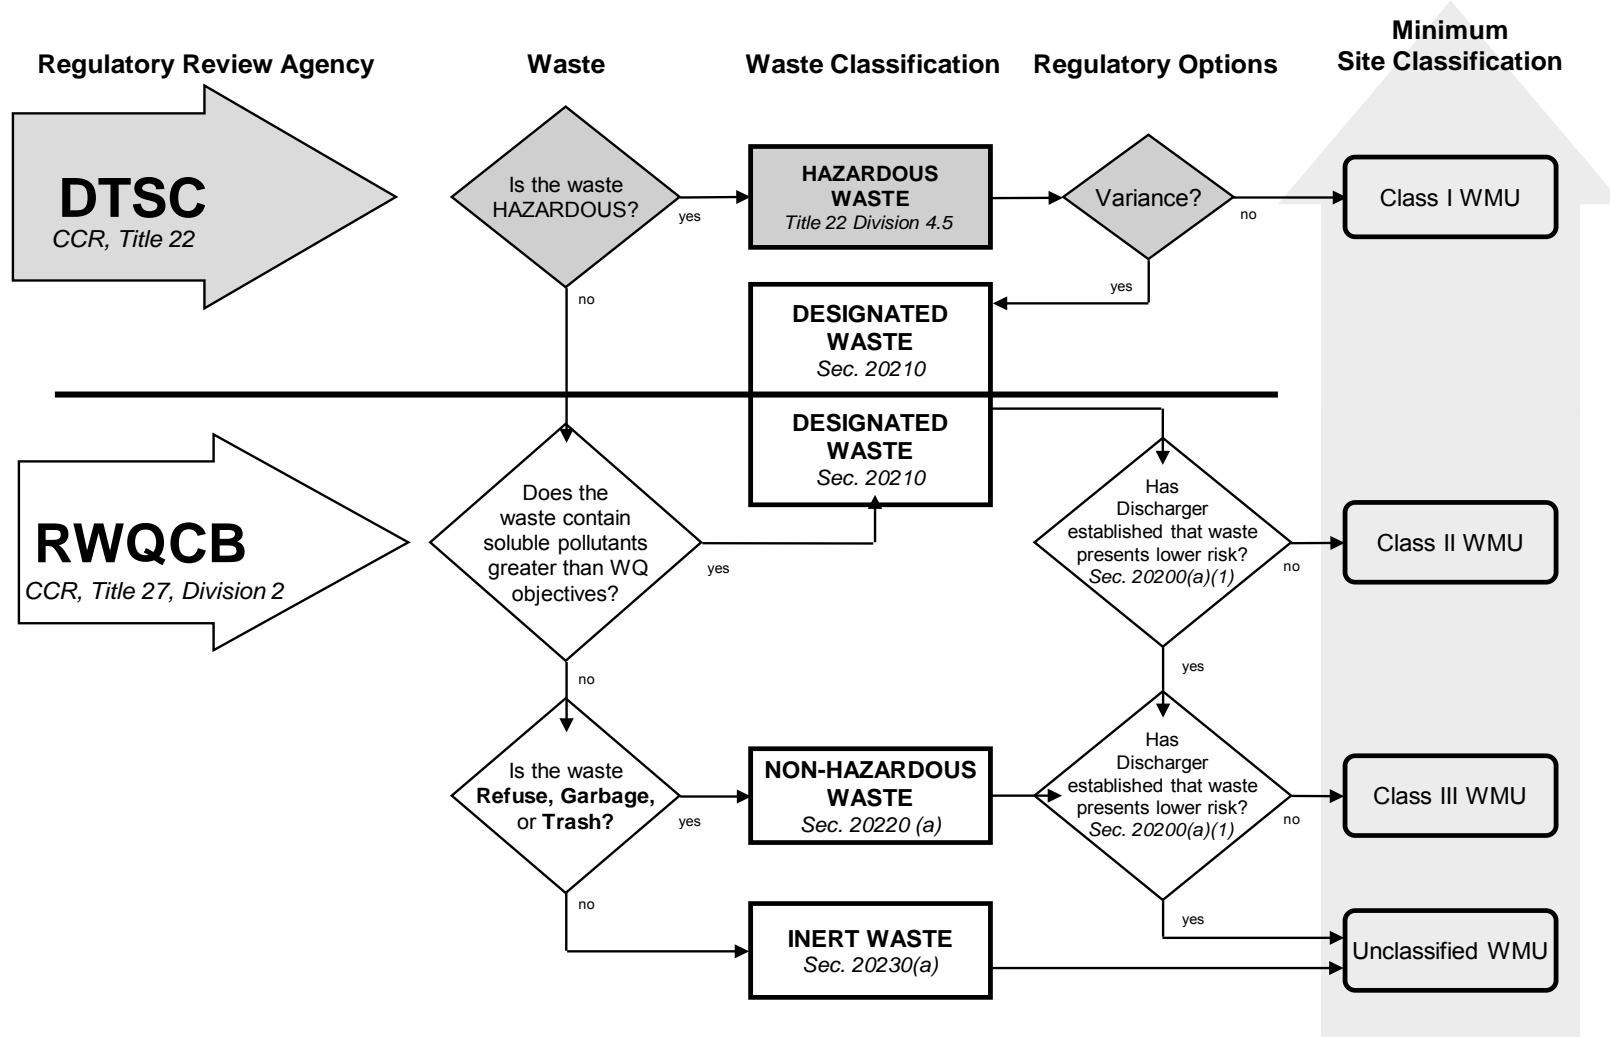 Regulatory Review Agency
Waste
Waste Classification
Regulatory Options
Minimum
Site Classification
DTSC
CCR, Title 22
Is the waste
HAZARDOUS?
yes
no
HAZARDOUS
WASTE
Title 22 Division 4.5
Variance?
no
yes
Class I WMU
DESIGNATED
WASTE
Sec. 20210
DESIGNATED
WASTE
Sec. 20210
RWQCB
CCR, Title 27, Division 2
Does the
waste contain
soluble pollutants
greater than WQ
objectives?
yes
no
Has
Discharger
established that waste
presents lower risk?
Sec. 20200(a)(1)
no
yes
Class II WMU
Is the waste
Refuse, Garbage,
or Trash?
yes
no
NON-HAZARDOUS
WASTE
Sec. 20220 (a)
Has
Discharger
established that waste
presents lower risk?
Sec. 20200(a)(1)
no
yes
Class III WMU
INERT WASTE
Sec. 20230(a)
Unclassified WMU